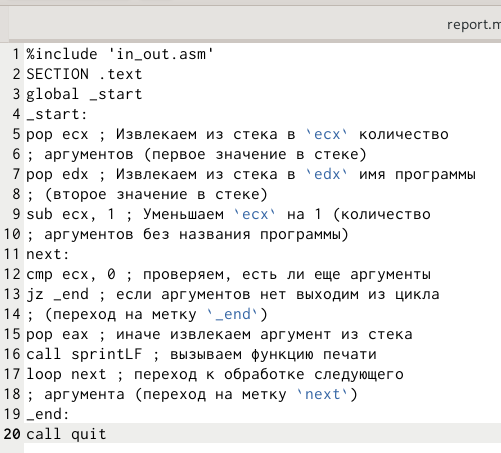 report.m
1 %include 'in_out.asm'
2 SECTION .text
3 global _start
4 _start:
5 pop ecx ; Извлекаем из стека в `ecx` количество
6 ; аргументов (первое значение в стеке)
7 pop edx ; Извлекаем из стека в `edx` имя программы
8 ; (второе значение в стеке)
9 sub ecx, 1 ; Уменьшаем `ecx` на 1 (количество
10 ; аргументов без названия программы)
11 next:
12 cmp ecx, 0 ; проверяем, есть ли еще аргументы
13 jz _end ; если аргументов нет выходим из цикла
14 ; (переход на метку `_end`)
15 pop eax ; иначе извлекаем аргумент из стека
16 call sprintLF ; вызываем функцию печати
17 loop next ; переход к обработке следующего
18 ; аргумента (переход на метку `next`)
19 _end:
20 call quit